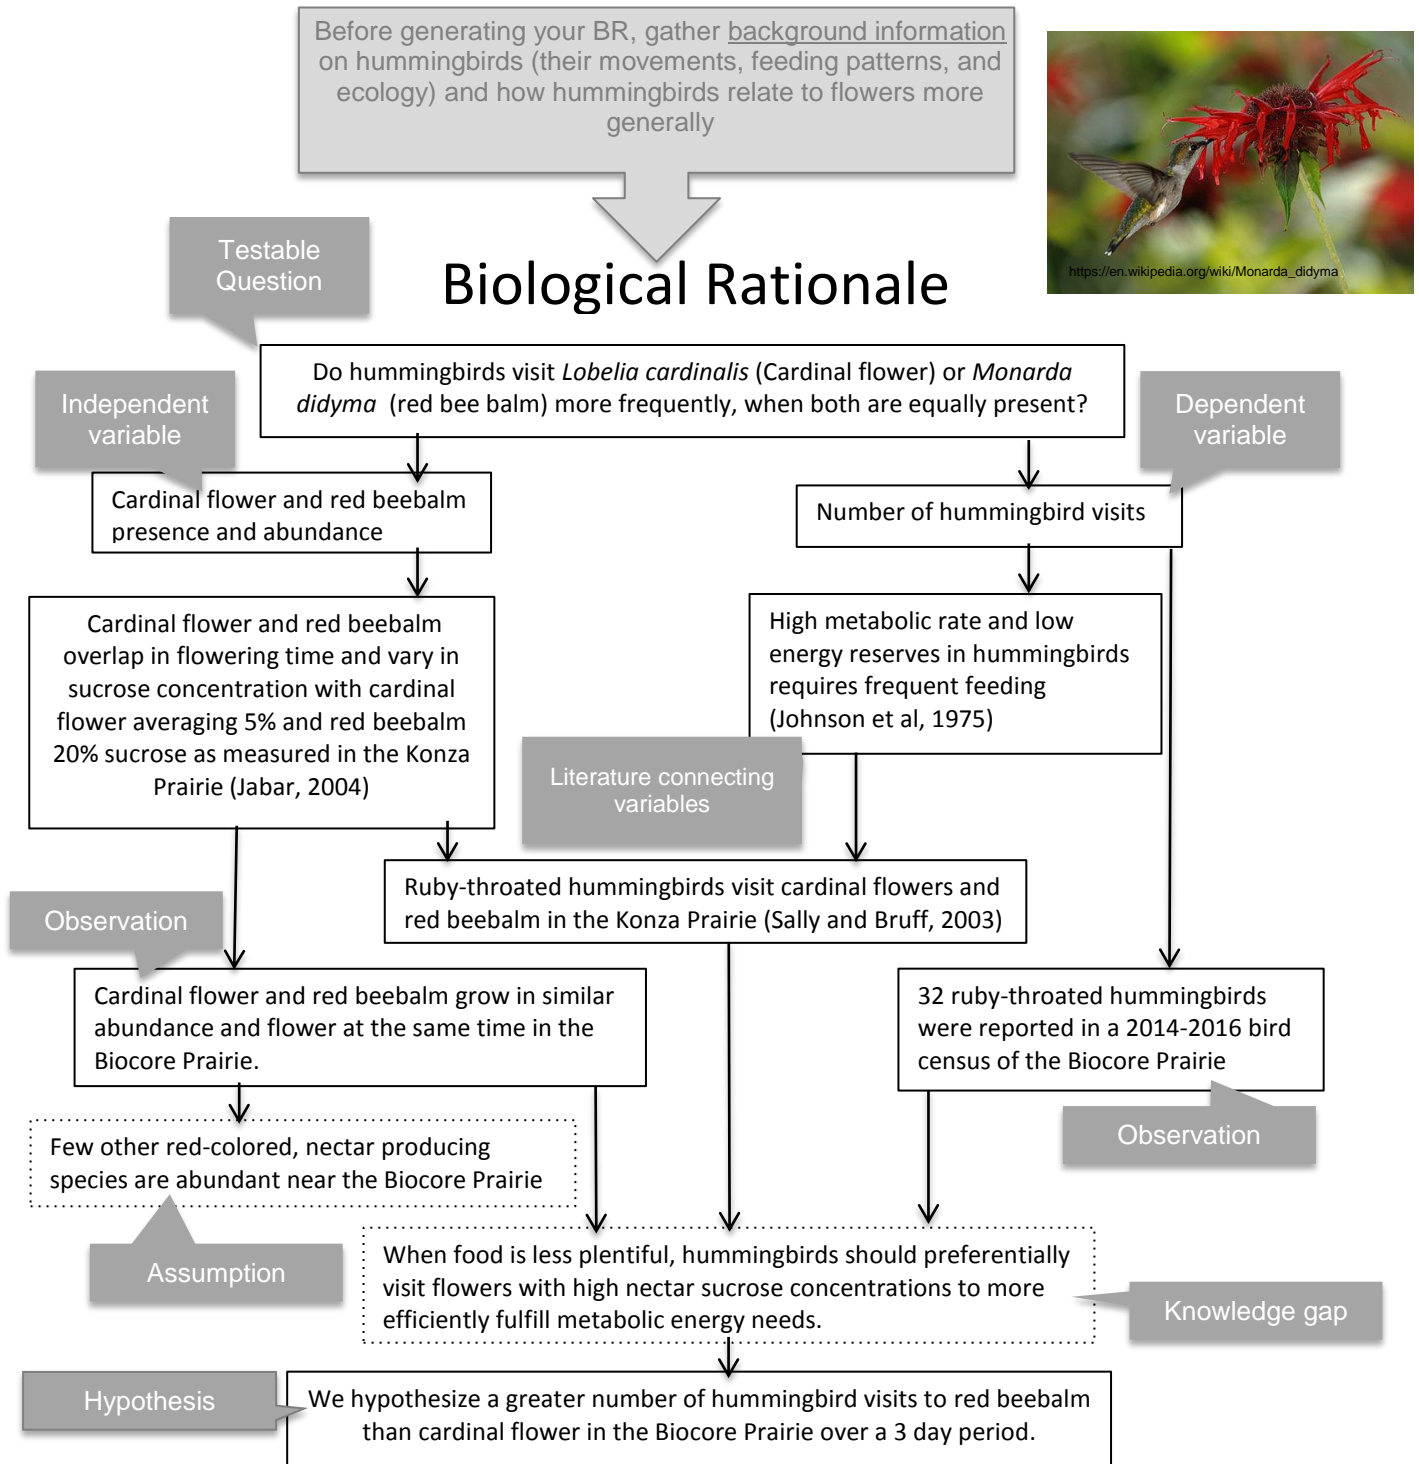 Before generating your BR, gather background information
on hummingbirds (their movements, feeding patterns, and
ecology) and how hummingbirds relate to flowers more
generally
https://en.wikipedia.org/wiki/Monarda_didyma
Testable
Question
Biological Rationale
Do hummingbirds visit Lobelia cardinalis (Cardinal flower) or Monarda
didyma (red bee balm) more frequently, when both are equally present?
Independent
variable
Dependent
variable
Cardinal flower and red beebalm
presence and abundance
Number of hummingbird visits
Cardinal flower and red beebalm
overlap in flowering time and vary in
sucrose concentration with cardinal
flower averaging 5% and red beebalm
20% sucrose as measured in the Konza
Prairie (Jabar, 2004)
High metabolic rate and low
energy reserves in hummingbirds
requires frequent feeding
(Johnson et al, 1975)
Literature connecting
variables
Ruby-throated hummingbirds visit cardinal flowers and
red beebalm in the Konza Prairie (Sally and Bruff, 2003)
Observation
Cardinal flower and red beebalm grow in similar
abundance and flower at the same time in the
Biocore Prairie.
32 ruby-throated hummingbirds
were reported in a 2014-2016 bird
census of the Biocore Prairie
Observation
Few other red-colored, nectar producing
species are abundant near the Biocore Prairie
Assumption
When food is less plentiful, hummingbirds should preferentially
visit flowers with high nectar sucrose concentrations to more
efficiently fulfill metabolic energy needs.
Knowledge gap
Hypothesis
We hypothesize a greater number of hummingbird visits to red beebalm
than cardinal flower in the Biocore Prairie over a 3 day period.